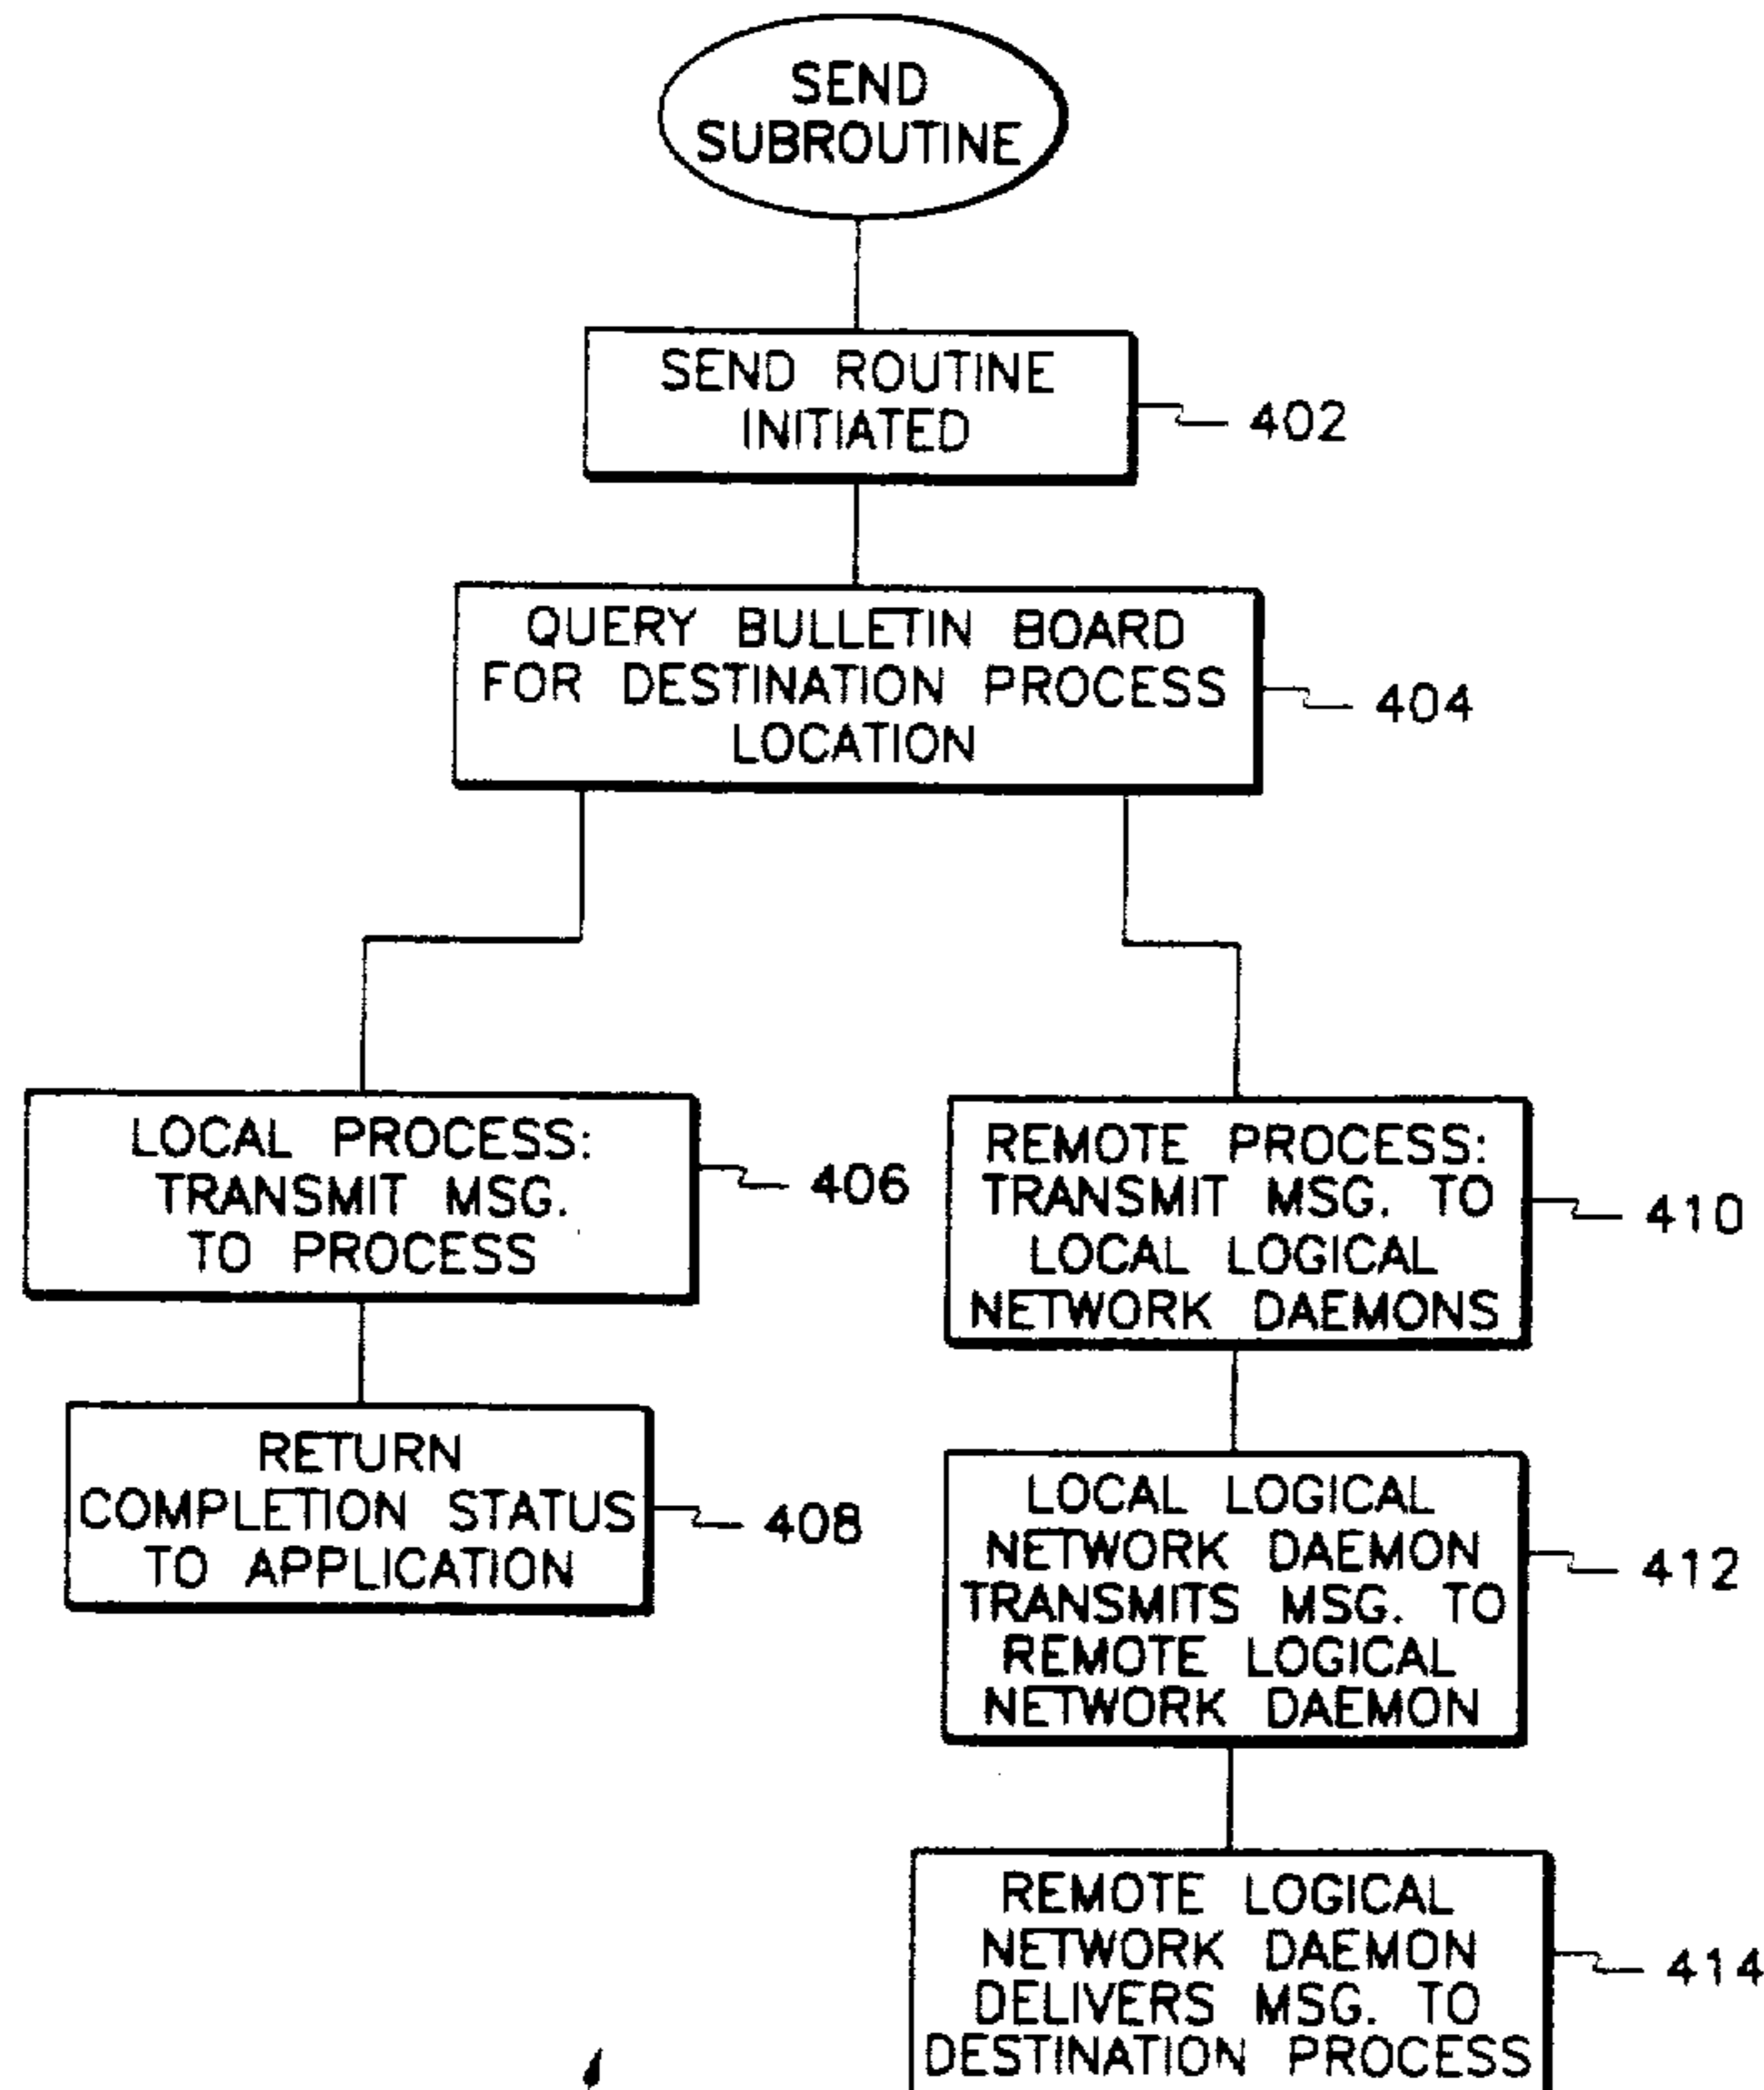 SEND
SUBROUTINE
SEND ROUTINE
INITIATED
402
QUERY BULLETIN BOARD
FOR DESTINATION PROCESS
LOCATION
404
LOCAL PROCESS:
TRANSMIT MSG.
TO PROCESS
406
RETURN
COMPLETION STATUS
TO APPLICATION
408
REMOTE PROCESS:
TRANSMIT MSG. TO
LOCAL LOGICAL
NETWORK DAEMONS
410
LOCAL LOGICAL
NETWORK DAEMON
TRANSMITS MSG. TO
REMOTE LOGICAL
NETWORK DAEMON
412
REMOTE LOGICAL
NETWORK DAEMON
DELIVERS MSG. TO
DESTINATION PROCESS
414